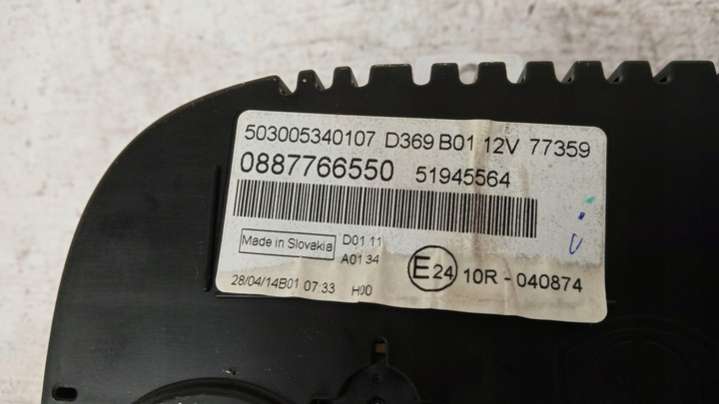 503005340107 D369 B01 12V 77359
0887766550 51945564
Made in Slovakia D01 11
A01 34
E24 10R - 040874
28/04/14B01 07:33 H00